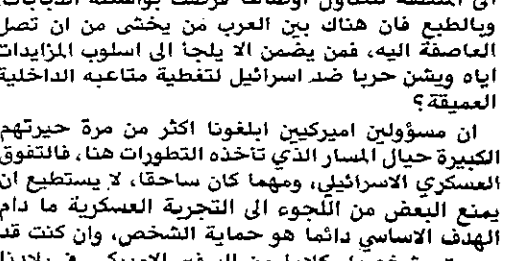 وبالطبع فان هناك بين العرب من يخشى من ان تصل
العاصفة اليه، فمن يضمن الا يلجأ الى اسلوب المزايدات
اياه ويشن حربا ضد اسرائيل لتغطية متاعبه الداخلية
العميقة؟
ان مسؤولين اميركيين ابلغونا اكثر من مرة حيرتهم
الكبيرة حيال المسار الذي تاخذه التطورات هنا، فالتفوق
العسكري الاسرائيلي، ومهما كان ساحقا، لا يستطيع ان
يمنع البعض من اللجوء الى التجربة العسكرية ما دام
الهدف الاساسي دائما هو حماية الشخص، وان كنت قد